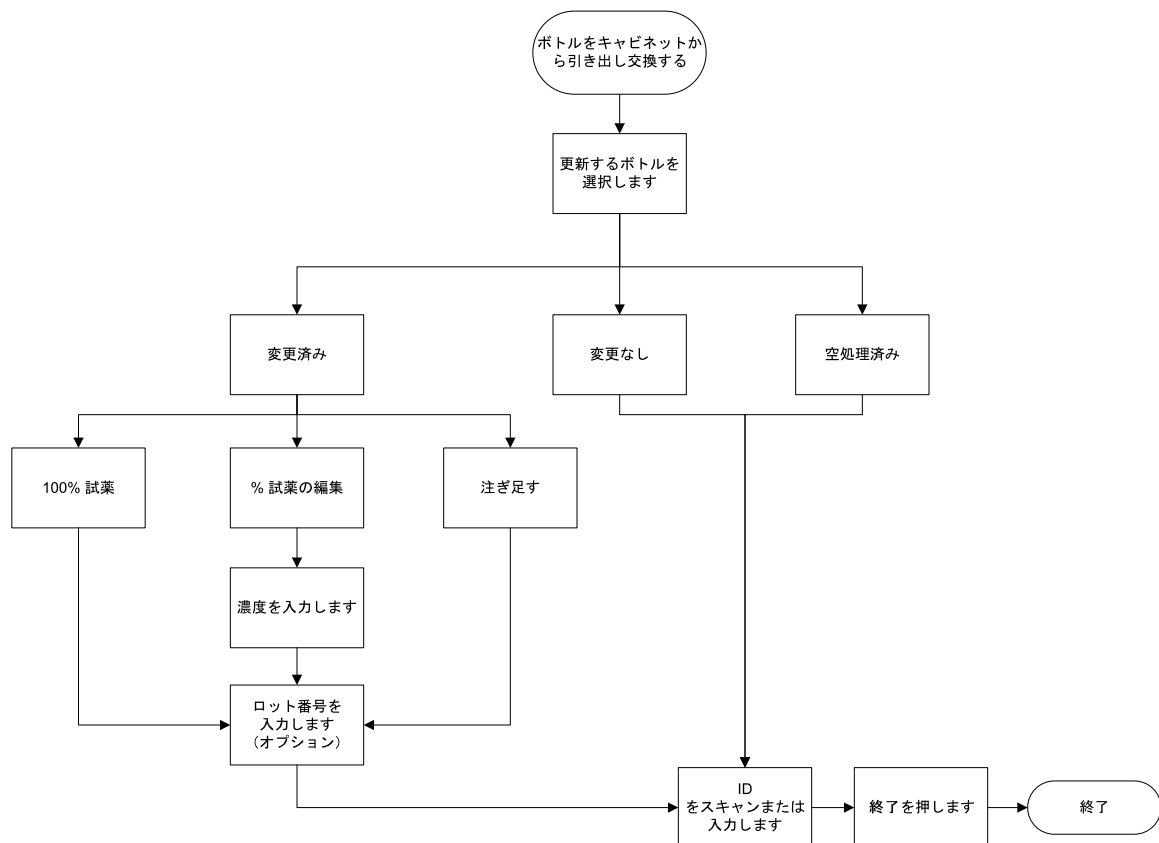 ボトルをキャビネットか
ら引き出し交換する
更新するボトルを
選択します
変更済み
変更なし
空処理済み
100% 試薬
% 試薬の編集
注ぎ足す
濃度を入力します
ロット番号を
入力します
（オプション）
ID
をスキャンまたは
入力します
終了を押します
終了